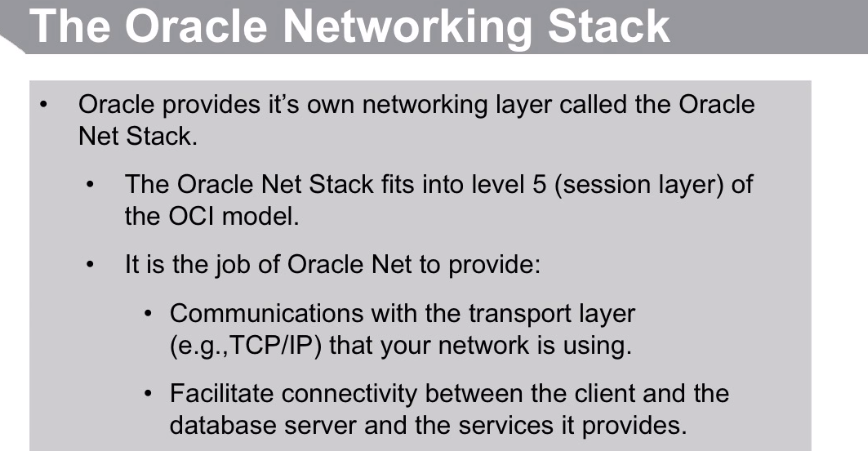 The Oracle Networking Stack
• Oracle provides it’s own networking layer called the Oracle
Net Stack.
• The Oracle Net Stack fits into level 5 (session layer) of
the OCI model.
• It is the job of Oracle Net to provide:
• Communications with the transport layer
(e.g.,TCP/IP) that your network is using.
• Facilitate connectivity between the client and the
database server and the services it provides.